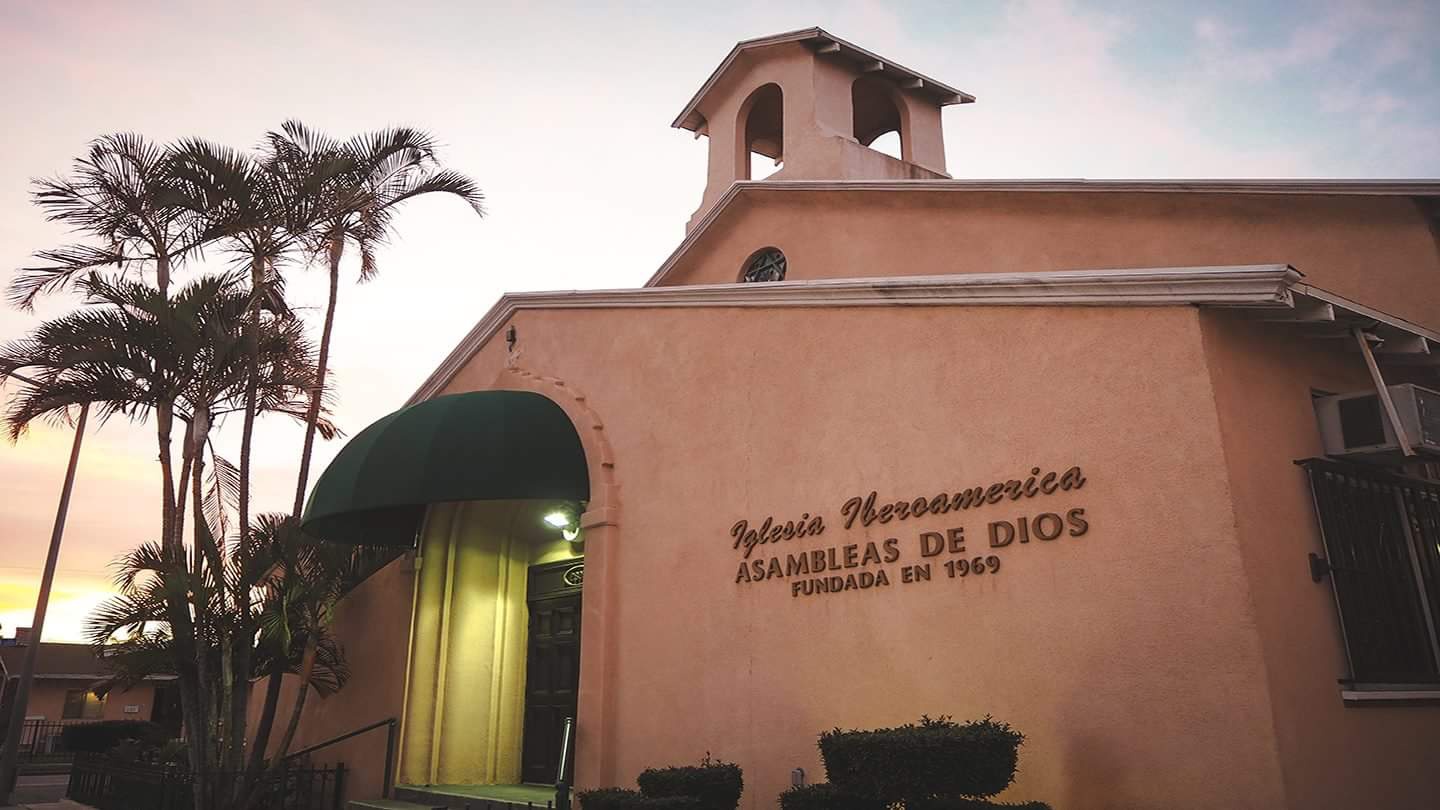 Iglesia Iberoamerica
ASAMBLEAS DE DIOS
FUNDADA EN 1969